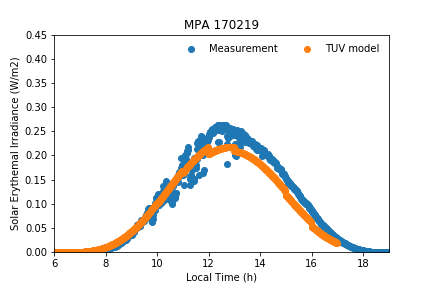 MPA 170219
Measurement
TUV model
Solar Erythemal Irradiance (W/m2)
0.45
0.40
0.35
0.30
0.25
0.20
0.15
0.10
0.05
0.00
6 8 10 12 14 16 18
Local Time (h)